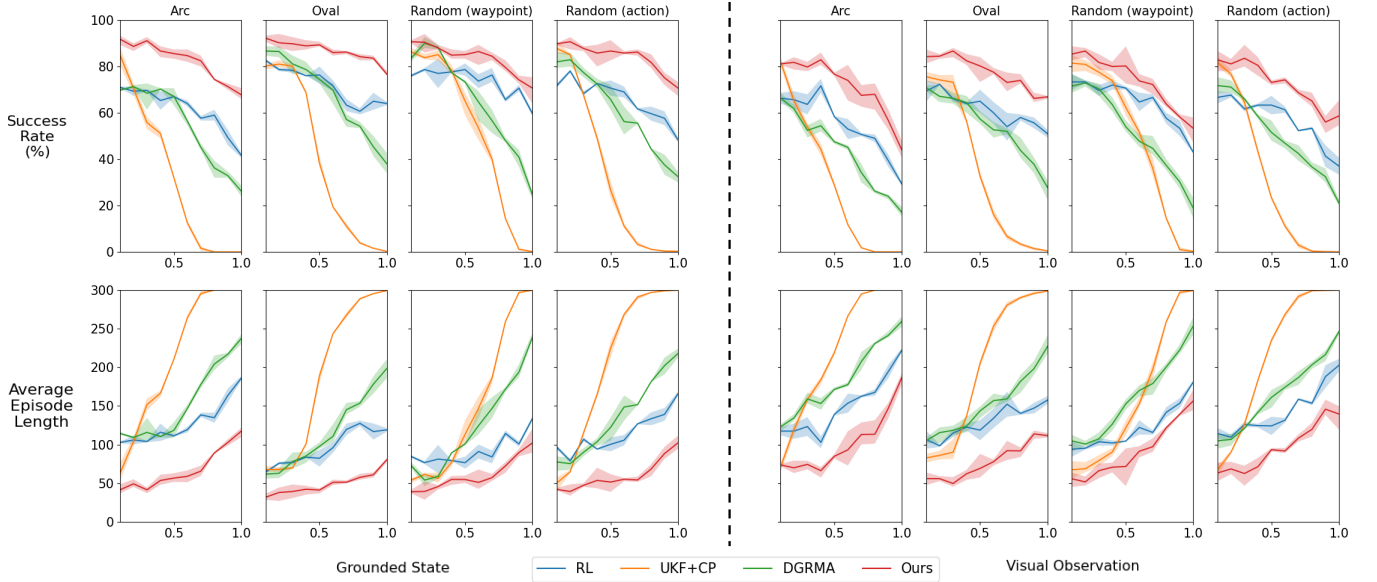 Arc Oval Random (waypoint) Random (action) Arc Oval Random (waypoint) Random (action)
100
80
60
40
20
0
Success
Rate
(%)
0.5 1.0 0.5 1.0 0.5 1.0 0.5 1.0 0.5 1.0 0.5 1.0 0.5 1.0 0.5 1.0
300
250
200
150
100
50
0
Average
Episode
Length
0.5 1.0 0.5 1.0 0.5 1.0 0.5 1.0 0.5 1.0 0.5 1.0 0.5 1.0 0.5 1.0
Grounded State RL UKF+CP DGRMA Ours Visual Observation